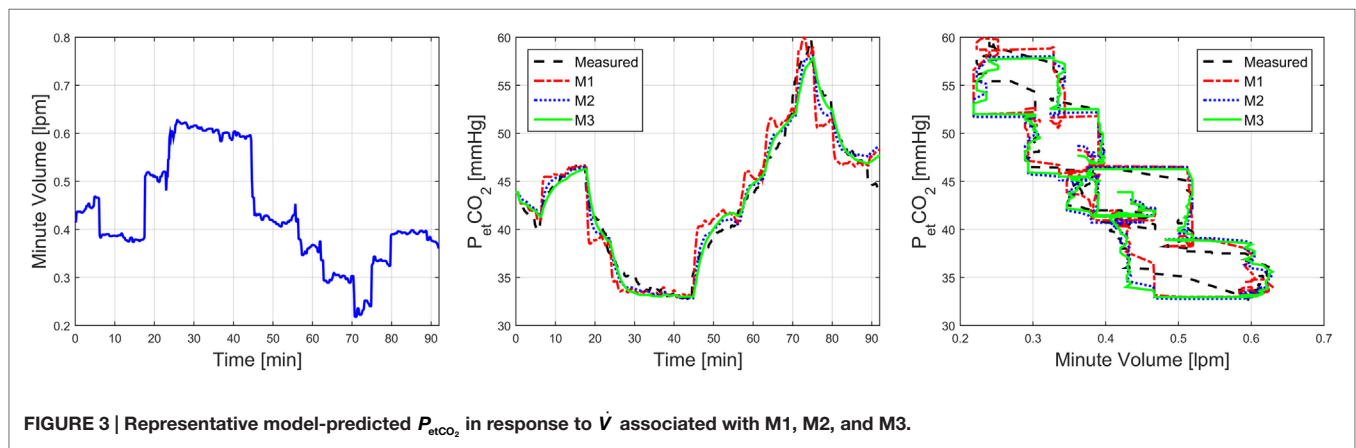 0.8
0.7
0.6
0.5
0.4
0.3
0.2
0 10 20 30 40 50 60 70 80 90
Minute Volume [lpm]
Time [min]
60
55
50
45
40
35
30
0 10 20 30 40 50 60 70 80 90
PetCO2 [mmHg]
Time [min]
Measured
M1
M2
M3
60
55
50
45
40
35
30
0.2 0.3 0.4 0.5 0.6 0.7
PetCO2 [mmHg]
Minute Volume [lpm]
Measured
M1
M2
M3
FIGURE 3 | Representative model-predicted PetCO2 in response to V̇ associated with M1, M2, and M3.